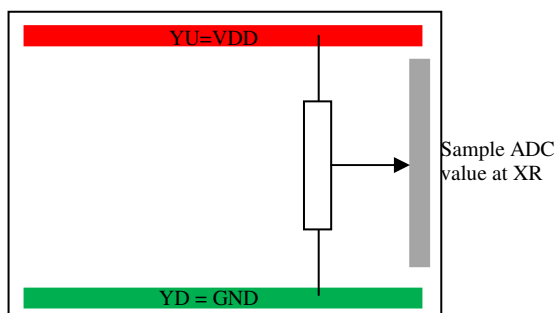 YU=VDD
Sample ADC
value at XR
YD = GND